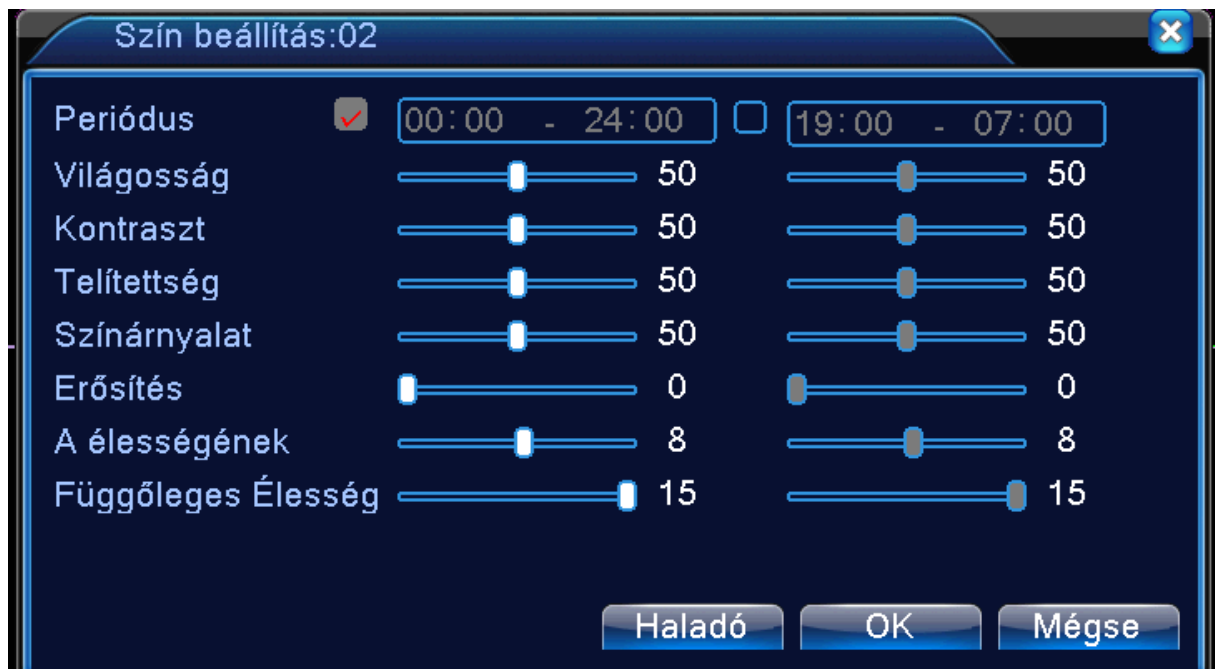 Szín beállítás:02
Periódus 00:00 - 24:00 19:00 - 07:00
Világosság 50 50
Kontraszt 50 50
Telítettség 50 50
Színárnyalat 50 50
Erősítés 0 0
A élességének 8 8
Függőleges Élesség 15 15
Haladó OK Mégse